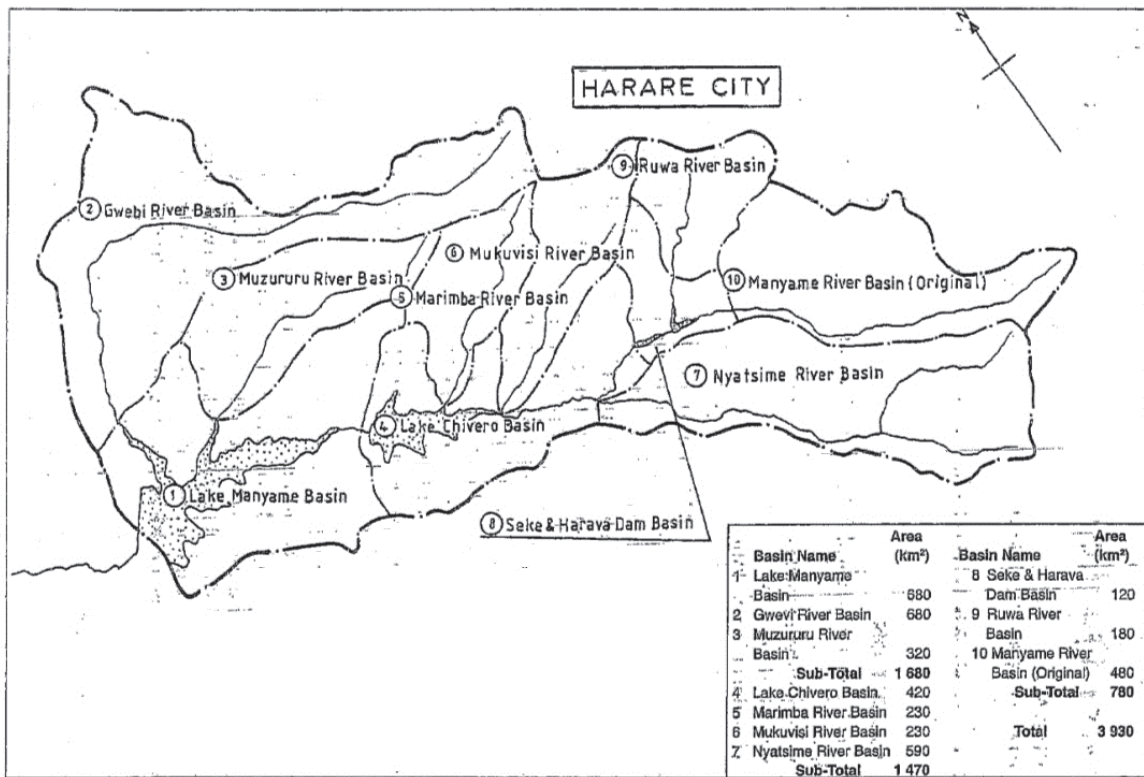 N
HARARE CITY
9 Ruwa River Basin
2 Gwebi River Basin
6 Mukuvisi River Basin
3 Muzururu River Basin
10 Manyame River Basin (Original)
5 Marimba River Basin
7 Nyatsime River Basin
4 Lake Chivero Basin
1 Lake Manyame Basin
8 Seke & Harava Dam Basin
Basin Name Area (km²)
1 Lake Manyame
Basin 680
2 Gwevi River Basin 680
3 Muzururu River
Basin 320
Sub-Total 1 680
4 Lake Chivero Basin 420
5 Marimba River Basin 230
6 Mukuvisi River Basin 230
7 Nyatsime River Basin 590
Sub-Total 1 470
Basin Name Area (km²)
8 Seke & Harava
Dam Basin 120
9 Ruwa River
Basin 180
10 Manyame River
Basin (Original) 480
Sub-Total 780
Total 3 930